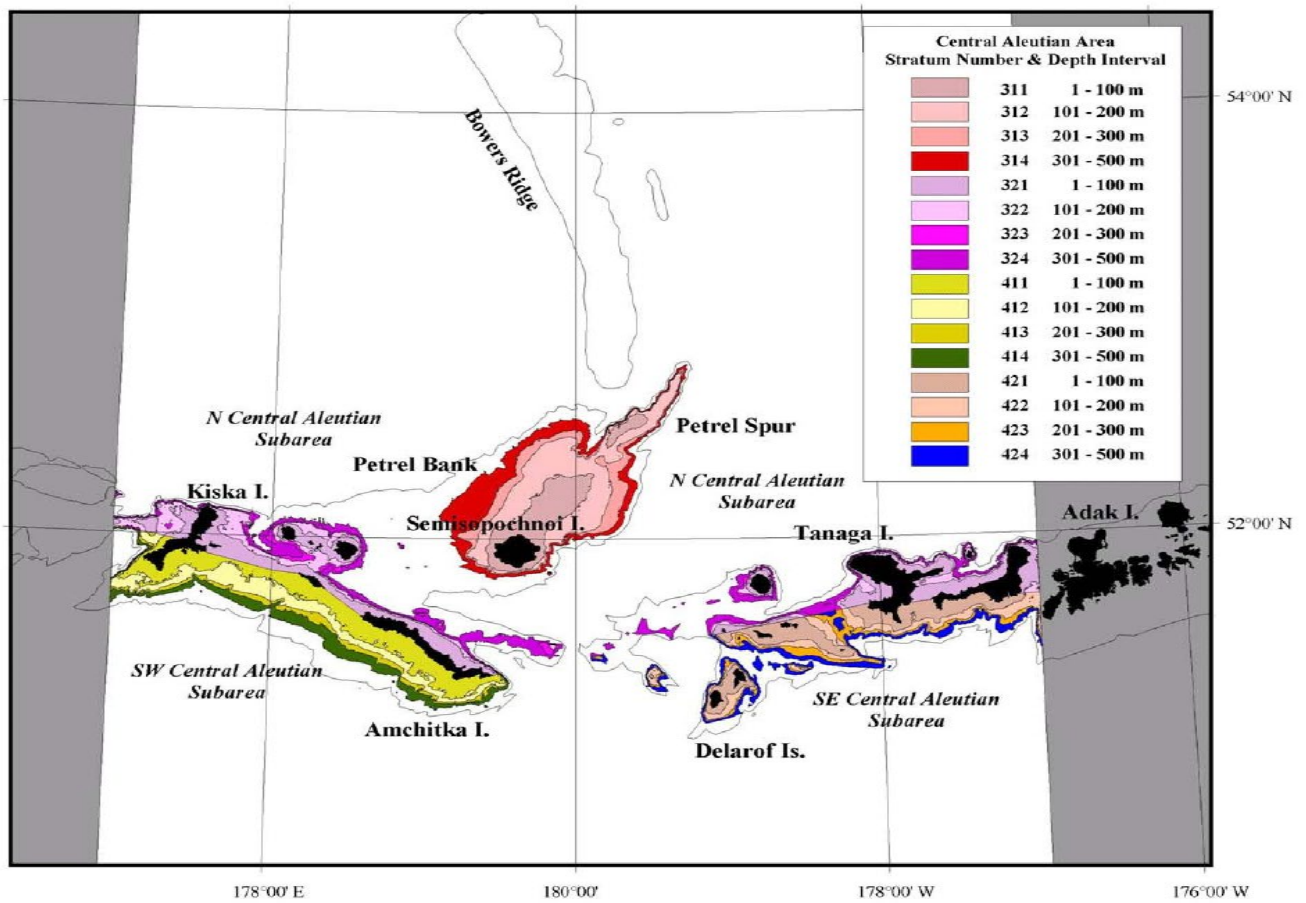 Central Aleutian Area
Stratum Number & Depth Interval
311 1 - 100 m
312 101 - 200 m
313 201 - 300 m
314 301 - 500 m
321 1 - 100 m
322 101 - 200 m
323 201 - 300 m
324 301 - 500 m
411 1 - 100 m
412 101 - 200 m
413 201 - 300 m
414 301 - 500 m
421 1 - 100 m
422 101 - 200 m
423 201 - 300 m
424 301 - 500 m
54°00' N
Bowers Ridge
N Central Aleutian
Subarea
Petrel Spur
Petrel Bank
N Central Aleutian
Subarea
Kiska I.
Semisopochnoi I.
Tanaga I.
Adak I.
52°00' N
SW Central Aleutian
Subarea
SE Central Aleutian
Subarea
Amchitka I.
Delarof Is.
178°00' E
180°00'
178°00' W
176°00' W